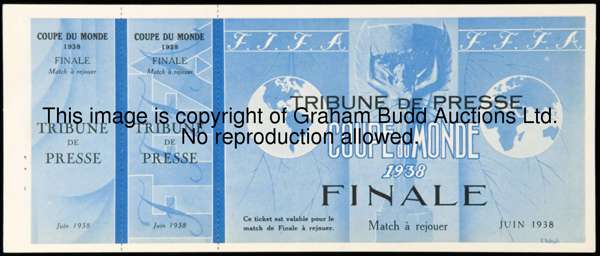 COUPE DU MONDE
1938
FINALE
Match à rejouer
TRIBUNE
DE
PRESSE
Juin 1938
COUPE DU MONDE
1938
FINALE
Match à rejouer
TRIBUNE
DE
PRESSE
Juin 1938
F.I.F.A.
F.I.F.A.
TRIBUNE DE PRESSE
This image is copyright of Graham Budd Auctions Ltd.
No reproduction allowed.
COUPE DU MONDE
1938
FINALE
Ce ticket est valable pour le
match de Finale à rejouer.
Match à rejouer
JUIN 1938